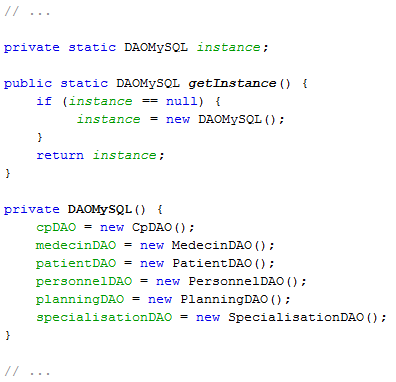 // ...
private static DAOMySQL instance;
public static DAOMySQL getInstance() {
if (instance == null) {
instance = new DAOMySQL();
}
return instance;
}
private DAOMySQL() {
cpDAO = new CpDAO();
medecinDAO = new MedecinDAO();
patientDAO = new PatientDAO();
personnelDAO = new PersonnelDAO();
planningDAO = new PlanningDAO();
specialisationDAO = new SpecialisationDAO();
}
// ...